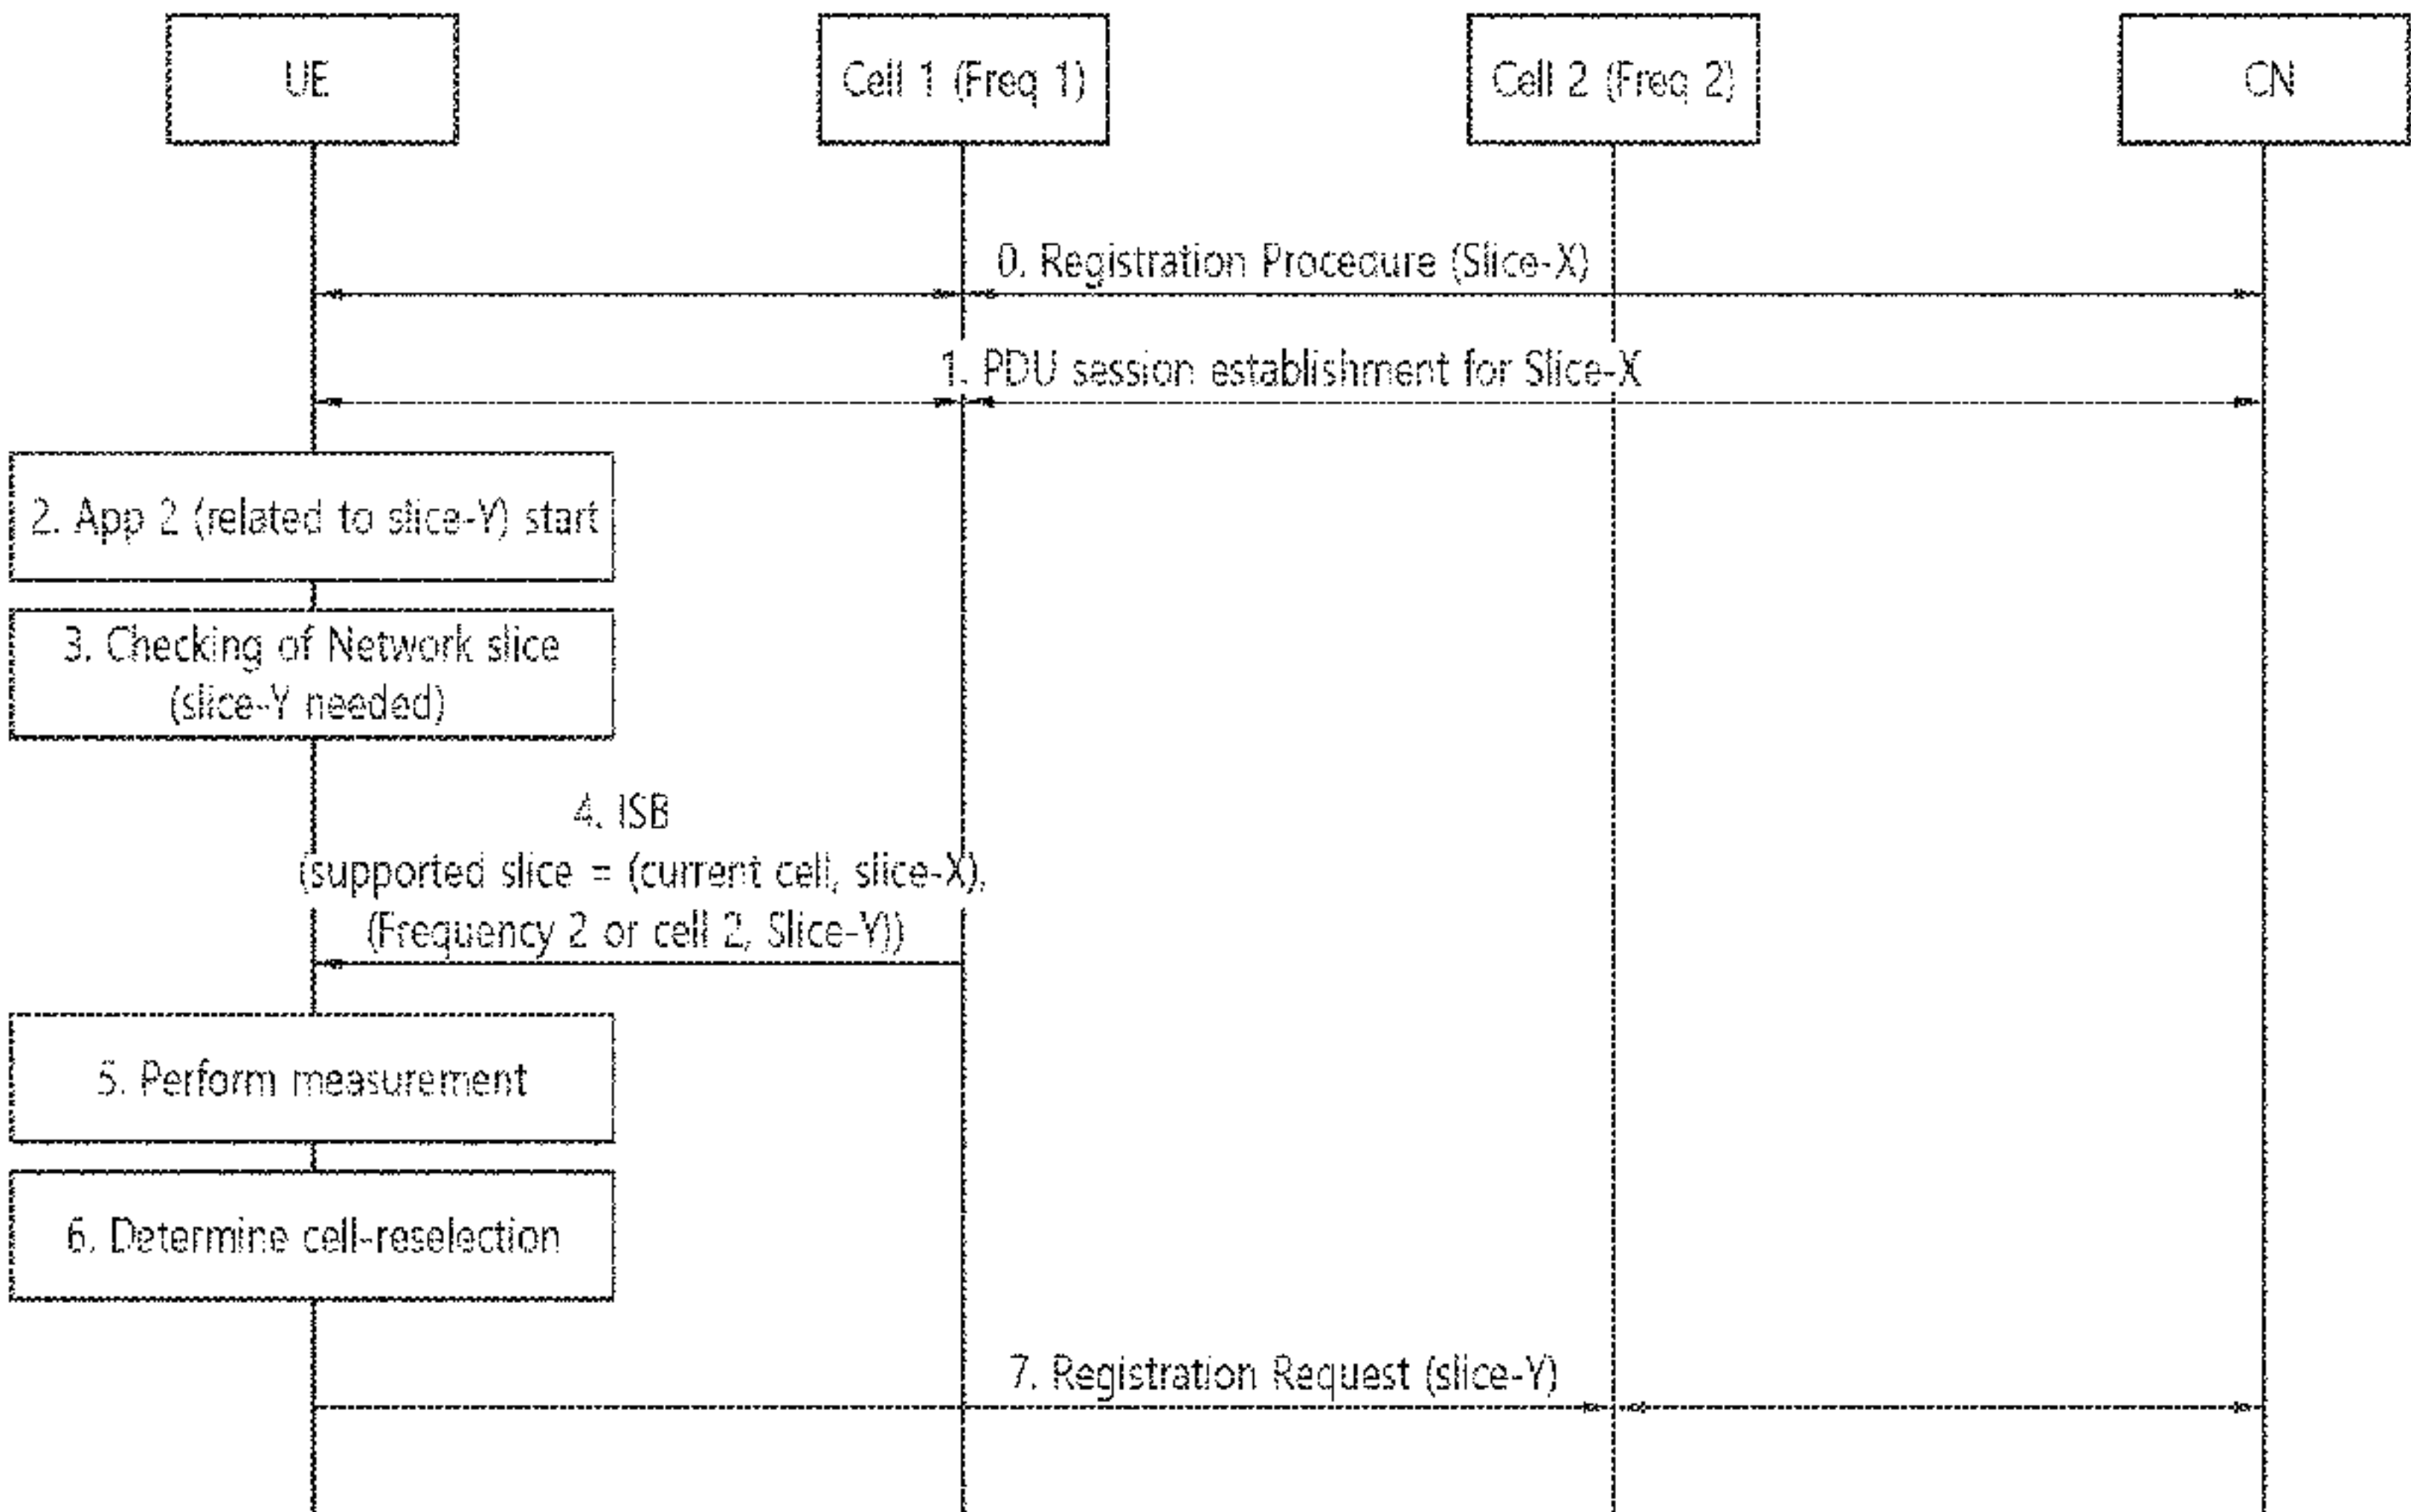 UE
Cell 1 (Freq 1)
Cell 2 (Freq 2)
CN
0. Registration Procedure (Slice-X)
1. PDU session establishment for Slice-X
2. App 2 (related to slice-Y) start
3. Checking of Network slice
(slice-Y needed)
4. ISB
(supported slice = (current cell, slice-X),
(Frequency 2 or cell 2, Slice-Y))
5. Perform measurement
6. Determine cell-reselection
7. Registration Request (slice-Y)